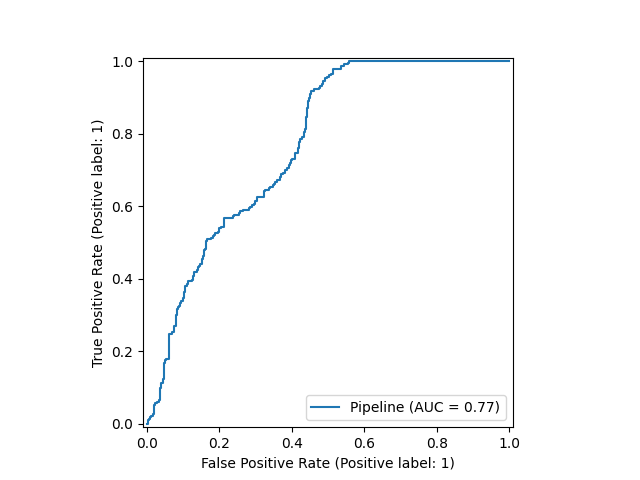 1.0
0.8
0.6
0.4
0.2
0.0
True Positive Rate (Positive label: 1)
Pipeline (AUC = 0.77)
0.0 0.2 0.4 0.6 0.8 1.0
False Positive Rate (Positive label: 1)